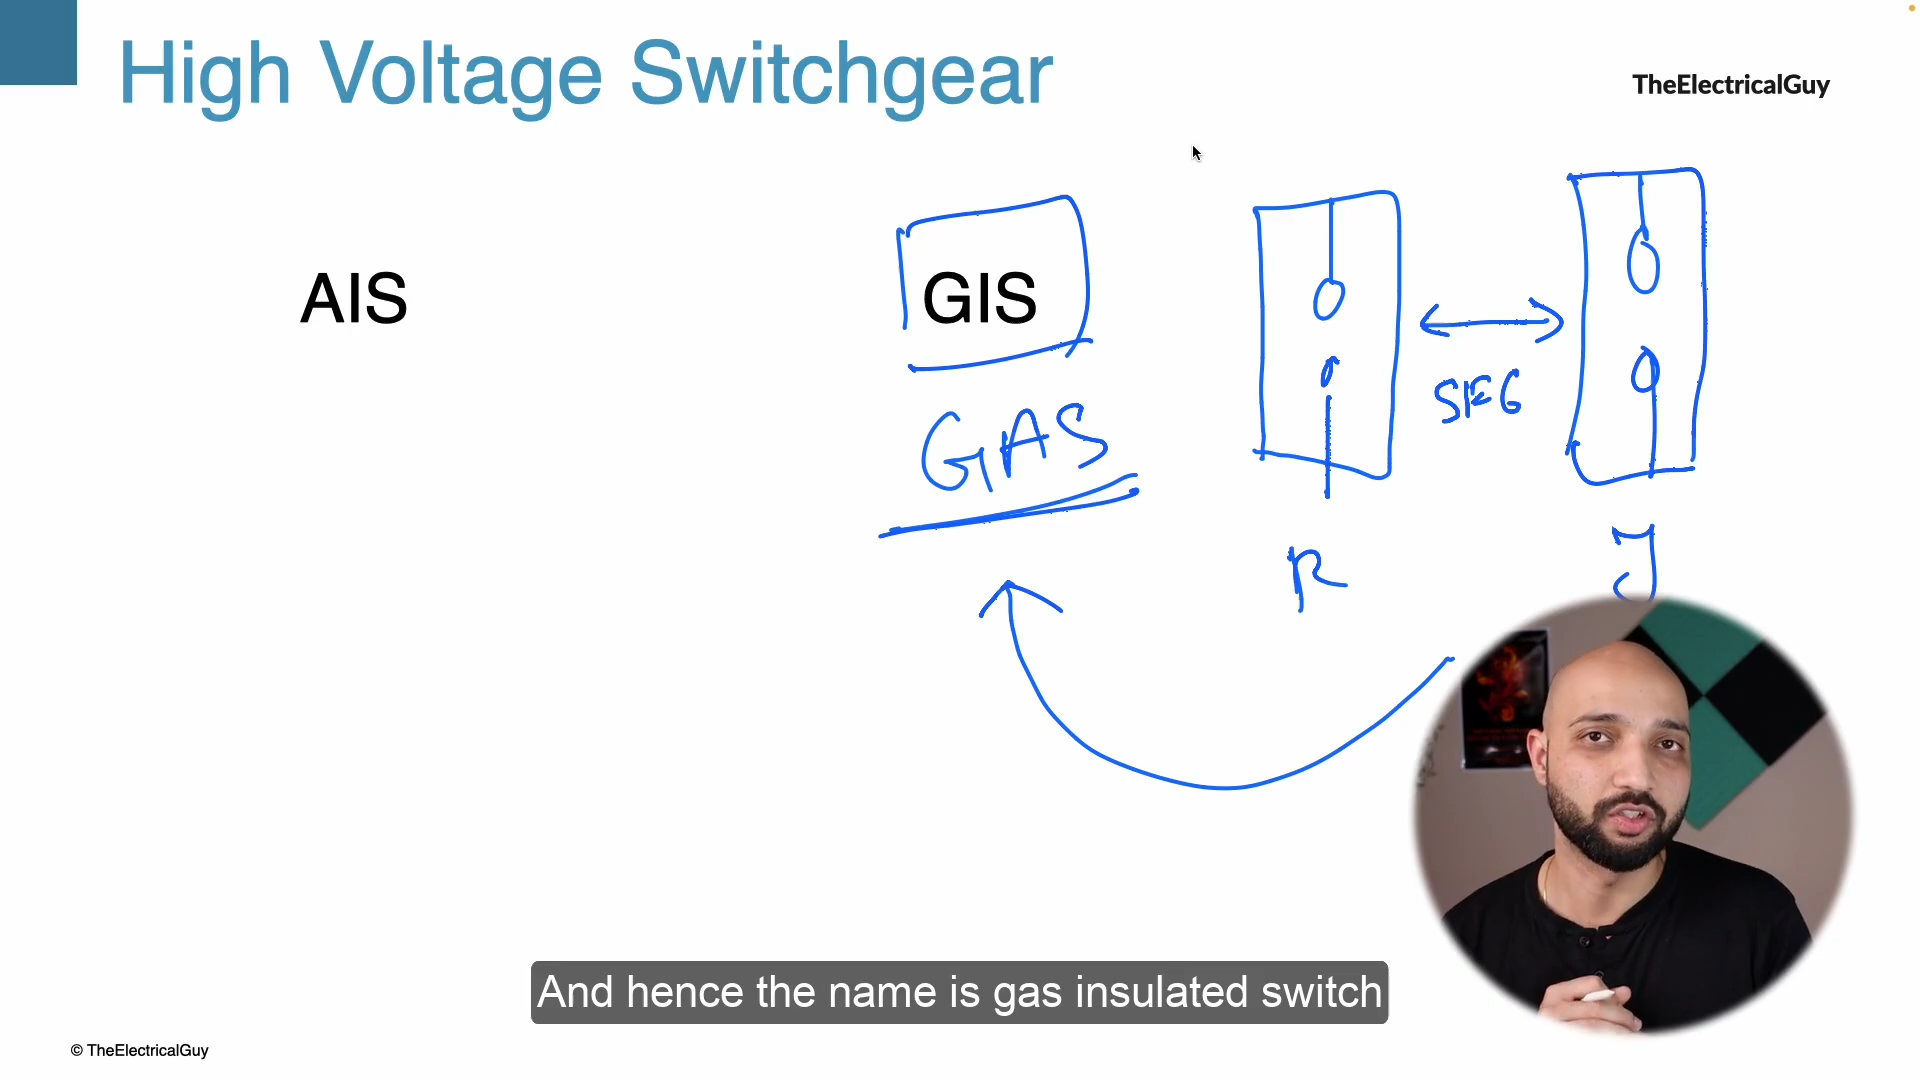 High Voltage Switchgear
TheElectricalGuy
AIS
GIS
SF6
GAS
R
And hence the name is gas insulated switch
© TheElectricalGuy